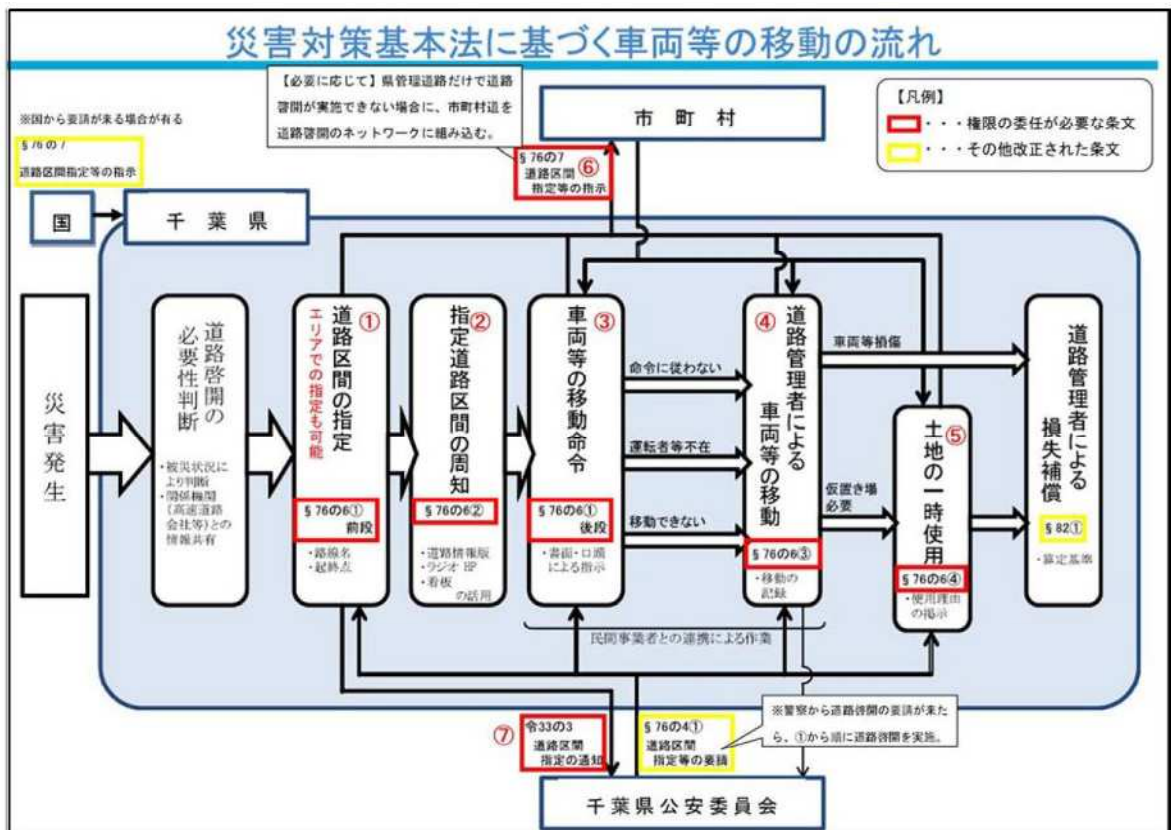 災害対策基本法に基づく車両等の移動の流れ
【必要に応じて】県管理道路だけで道路
啓開が実施できない場合に、市町村道を
道路啓開のネットワークに組み込む。
【凡例】
・・・権限の委任が必要な条文
・・・その他改正された条文
※国から要請が来る場合が有る
§76の7
道路区間指定等の指示
市町村
§76の7
道路区間
指定等の指示
⑥
国
千葉県
災害発生
道路啓開の
必要性判断
・被災状況に
より判断
・関係機関
(高速道路
会社等)との
情報共有
①
道路区間の指定
エリアでの指定も可能
§76の6①
前段
・路線名
・起終点
②
指定道路区間の周知
§76の6②
・道路情報版
・ラジオ HP
・看板
の活用
③
車両等の移動命令
§76の6①
後段
・書面・口頭
による指示
命令に従わない
運転者等不在
移動できない
④
道路管理者による
車両等の移動
§76の6③
・移動の
記録
車両等損傷
仮置き場
必要
⑤
土地の一時使用
§76の6④
・使用理由
の掲示
道路管理者による
損失補償
§82①
・算定基準
民間事業者との連携による作業
⑦
令33の3
道路区間
指定の通知
§76の4①
道路区間
指定等の要請
※警察から道路啓開の要請が来た
ら、①から順に道路啓開を実施。
千葉県公安委員会